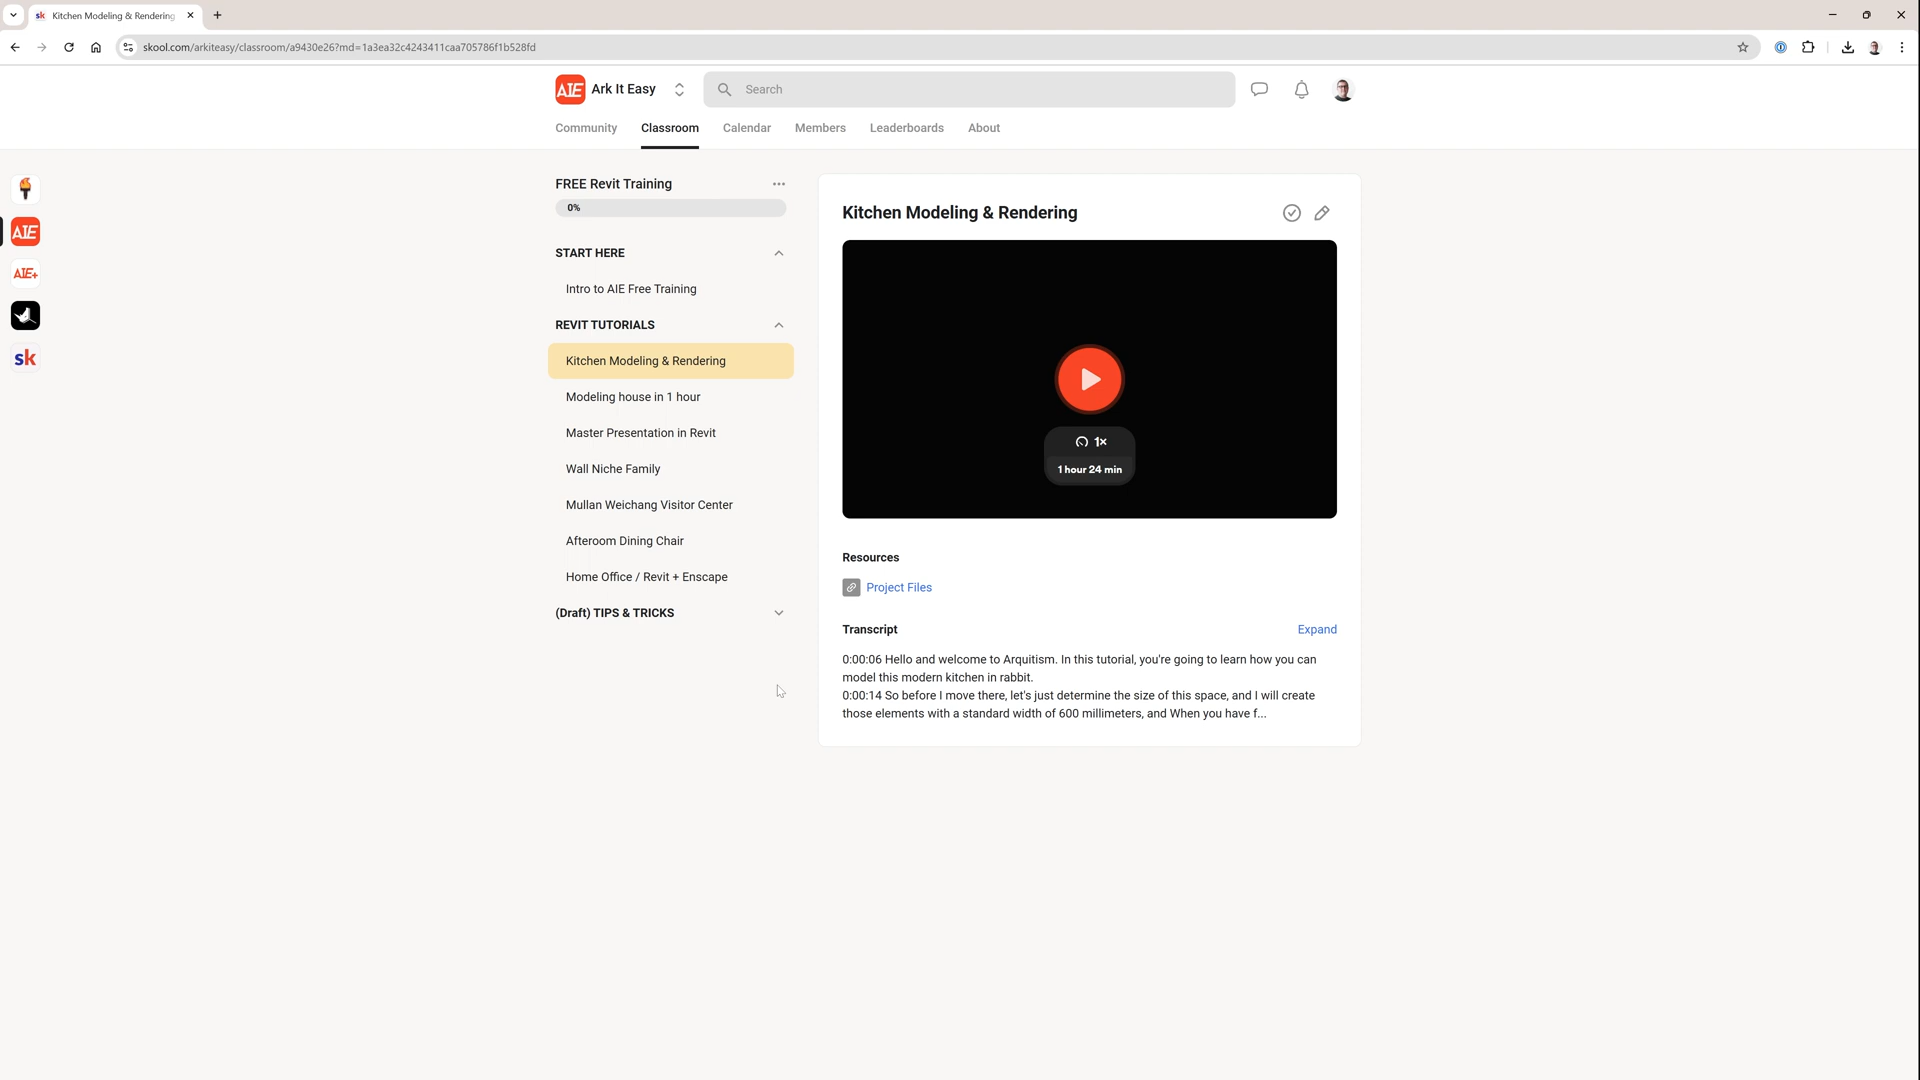 sk Kitchen Modeling & Rendering
skool.com/arkiteasy/classroom/a9430e26?md=1a3ea32c4243411caa705786f1b528fd
AIE Ark It Easy
Search
Community Classroom Calendar Members Leaderboards About
AIE
AIE+
sk
FREE Revit Training
0%
START HERE
Intro to AIE Free Training
REVIT TUTORIALS
Kitchen Modeling & Rendering
Modeling house in 1 hour
Master Presentation in Revit
Wall Niche Family
Mullan Weichang Visitor Center
Afteroom Dining Chair
Home Office / Revit + Enscape
(Draft) TIPS & TRICKS
Kitchen Modeling & Rendering
1×
1 hour 24 min
Resources
Project Files
Transcript Expand
0:00:06 Hello and welcome to Arquitism. In this tutorial, you're going to learn how you can
model this modern kitchen in rabbit.
0:00:14 So before I move there, let's just determine the size of this space, and I will create
those elements with a standard width of 600 millimeters, and When you have f...